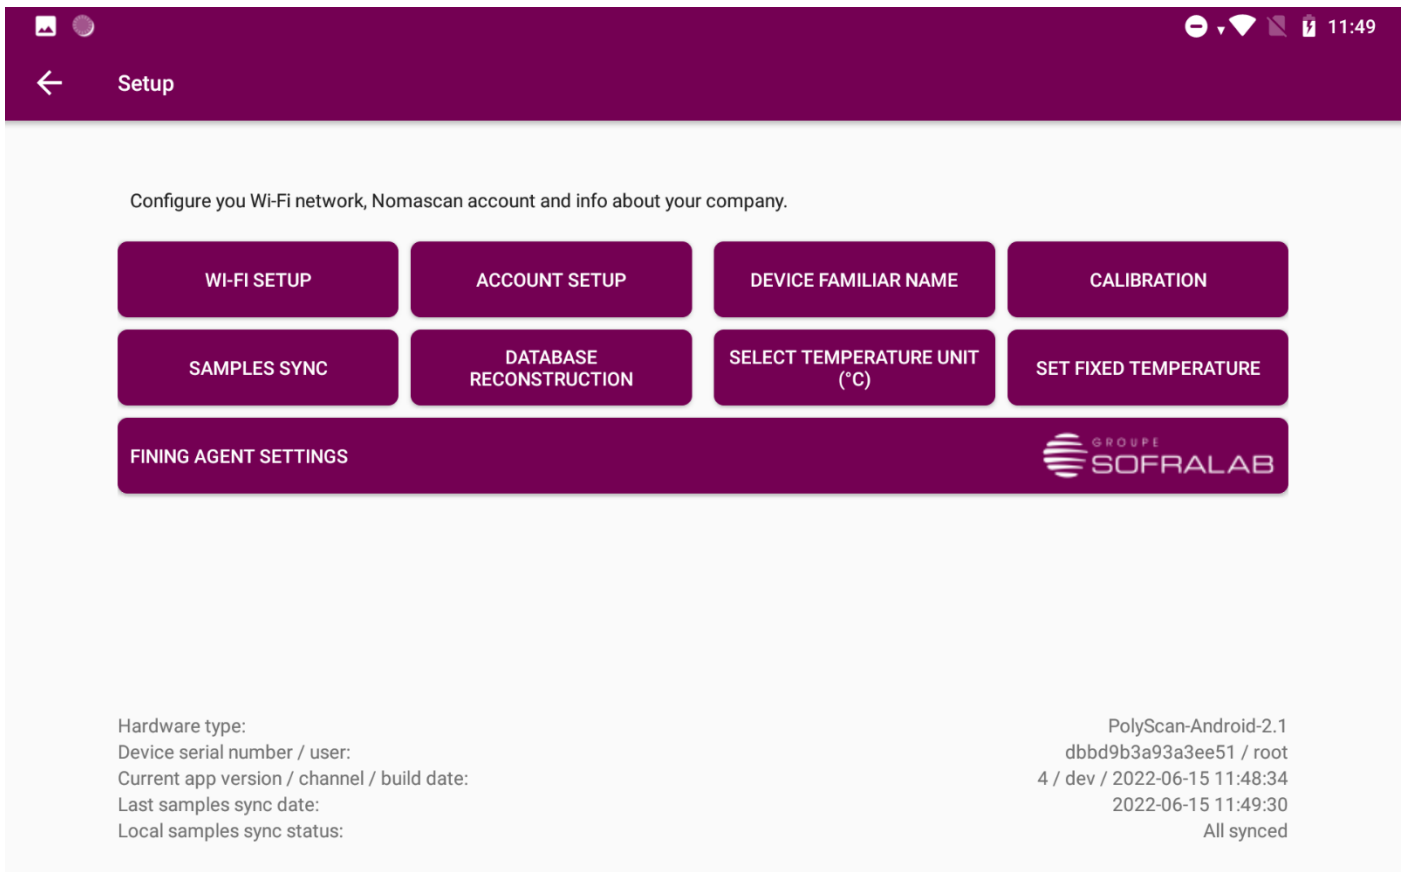 11:49
Setup
Configure you Wi-Fi network, Nomascan account and info about your company.
WI-FI SETUP
ACCOUNT SETUP
DEVICE FAMILIAR NAME
CALIBRATION
SAMPLES SYNC
DATABASE
RECONSTRUCTION
SELECT TEMPERATURE UNIT
(°C)
SET FIXED TEMPERATURE
FINING AGENT SETTINGS
GROUPE
SOFRALAB
Hardware type: PolyScan-Android-2.1
Device serial number / user: dbbd9b3a93a3ee51 / root
Current app version / channel / build date: 4 / dev / 2022-06-15 11:48:34
Last samples sync date: 2022-06-15 11:49:30
Local samples sync status: All synced